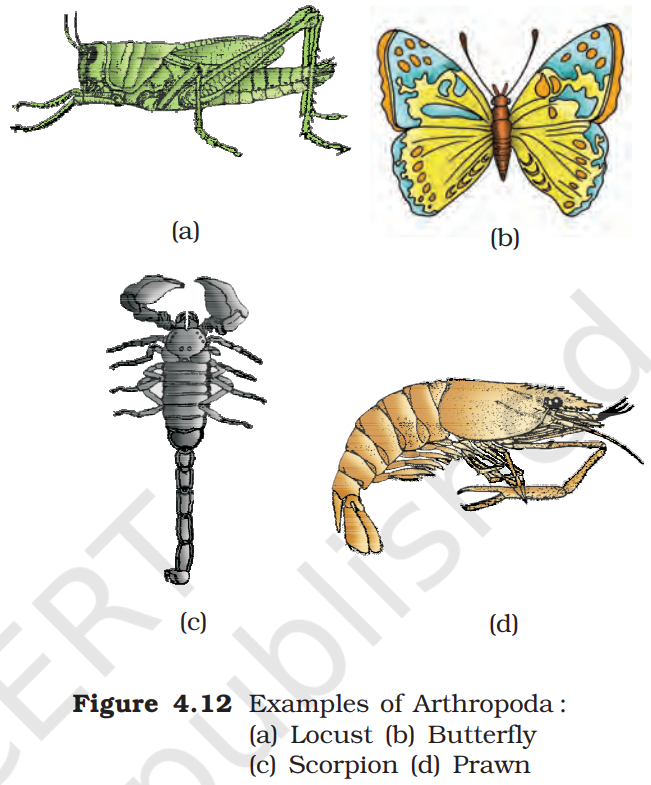 (a)
(b)
(c)
(d)
Figure 4.12 Examples of Arthropoda :
(a) Locust (b) Butterfly
(c) Scorpion (d) Prawn
ERT
published